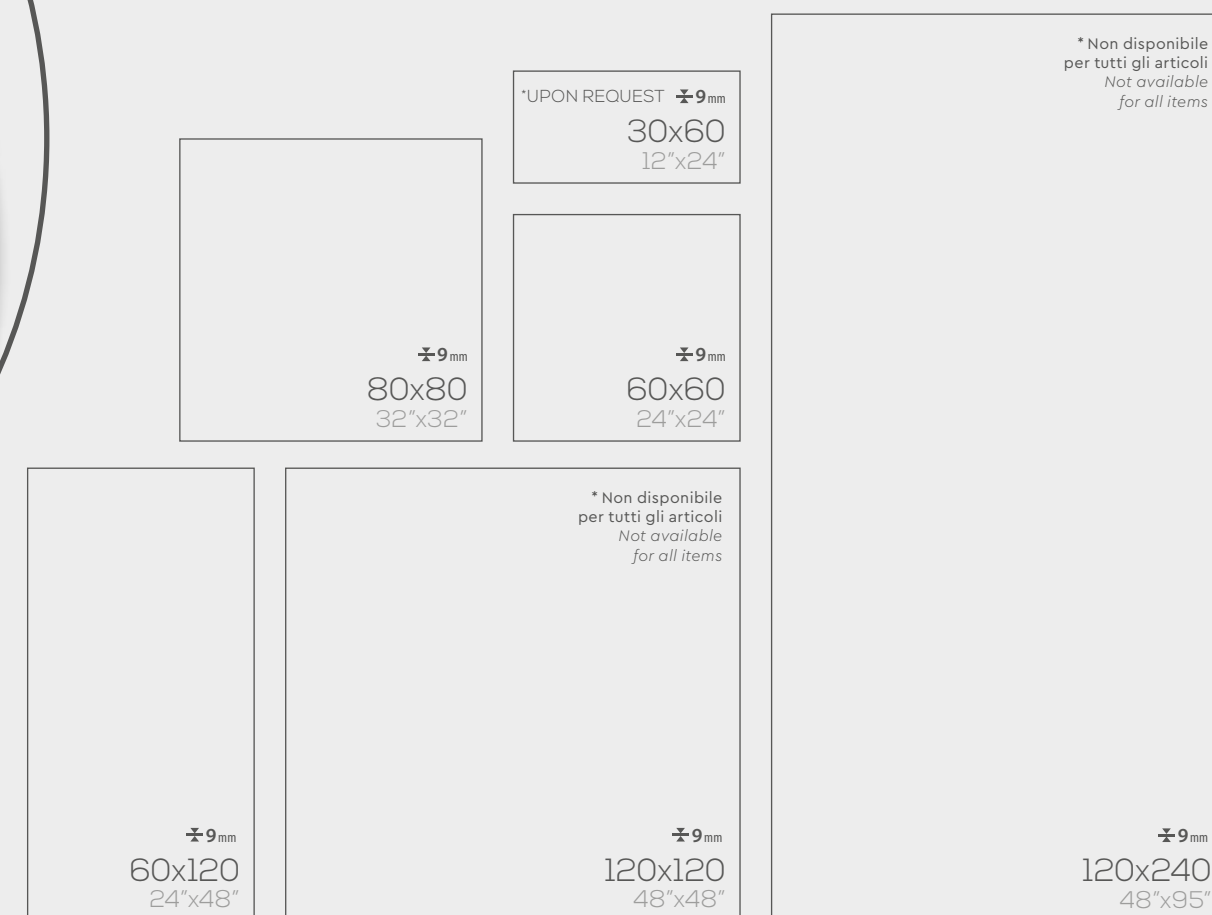 *UPON REQUEST 9mm
30x60
12”x24”
9mm
80x80
32”x32”
9mm
60x60
24”x24”
* Non disponibile
per tutti gli articoli
Not available
for all items
9mm
60x120
24”x48”
* Non disponibile
per tutti gli articoli
Not available
for all items
9mm
120x120
48”x48”
9mm
120x240
48”x95”